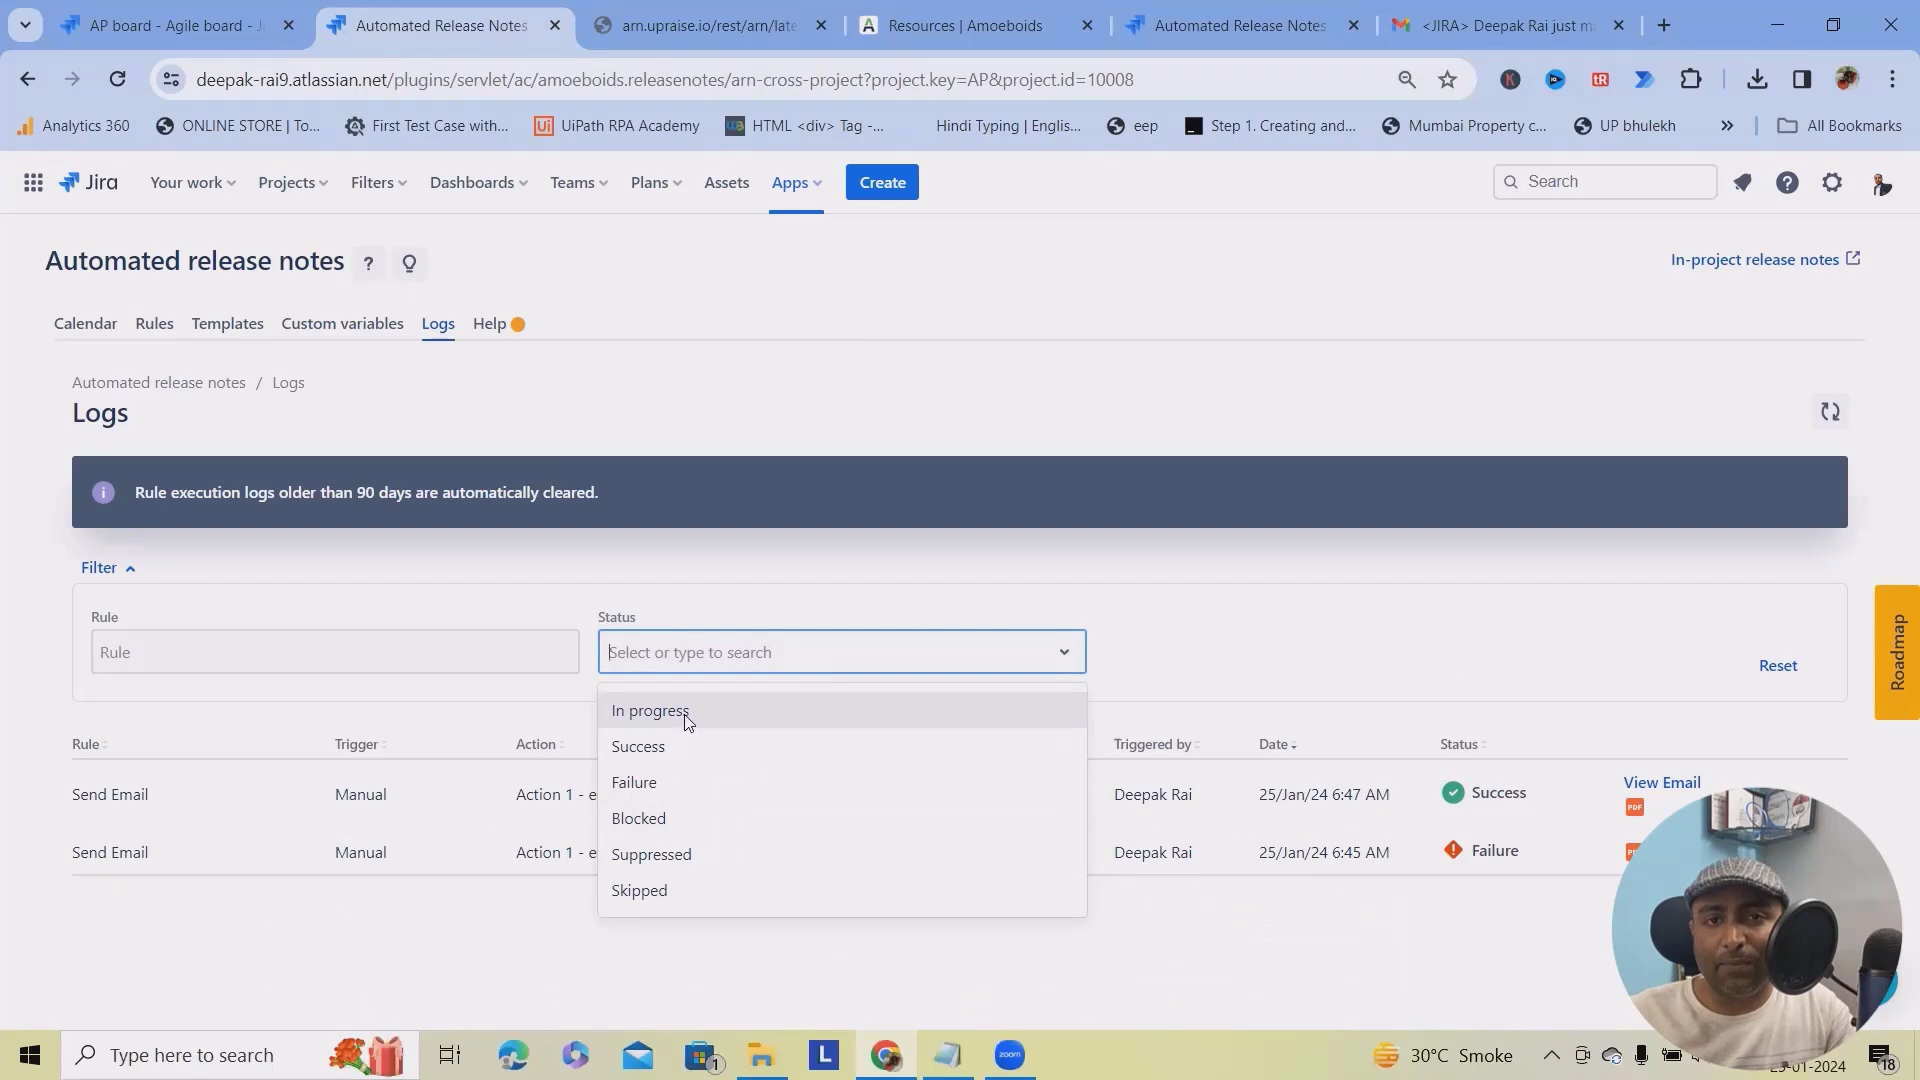 AP board - Agile board - Ji
Automated Release Notes
arn.upraise.io/rest/arn/late
Resources | Amoeboids
Automated Release Notes
<JIRA> Deepak Rai just m
deepak-rai9.atlassian.net/plugins/servlet/ac/amoeboids.releasenotes/arn-cross-project?project.key=AP&project.id=10008
Analytics 360
ONLINE STORE | To...
First Test Case with...
UiPath RPA Academy
HTML <div> Tag -...
Hindi Typing | Englis...
eep
Step 1. Creating and...
Mumbai Property c...
UP bhulekh
All Bookmarks
Jira
Your work
Projects
Filters
Dashboards
Teams
Plans
Assets
Apps
Create
Search
Automated release notes
?
In-project release notes
Calendar
Rules
Templates
Custom variables
Logs
Help
Automated release notes / Logs
Logs
Rule execution logs older than 90 days are automatically cleared.
Filter
Rule
Status
Rule
Select or type to search
Reset
Roadmap
In progress
Success
Failure
Blocked
Suppressed
Skipped
Rule
Trigger
Action
Triggered by
Date
Status
Send Email
Manual
Action 1 - e
Deepak Rai
25/Jan/24 6:47 AM
Success
View Email
PDF
Send Email
Manual
Action 1 - e
Deepak Rai
25/Jan/24 6:45 AM
Failure
Type here to search
1
L
zoom
30°C Smoke
18